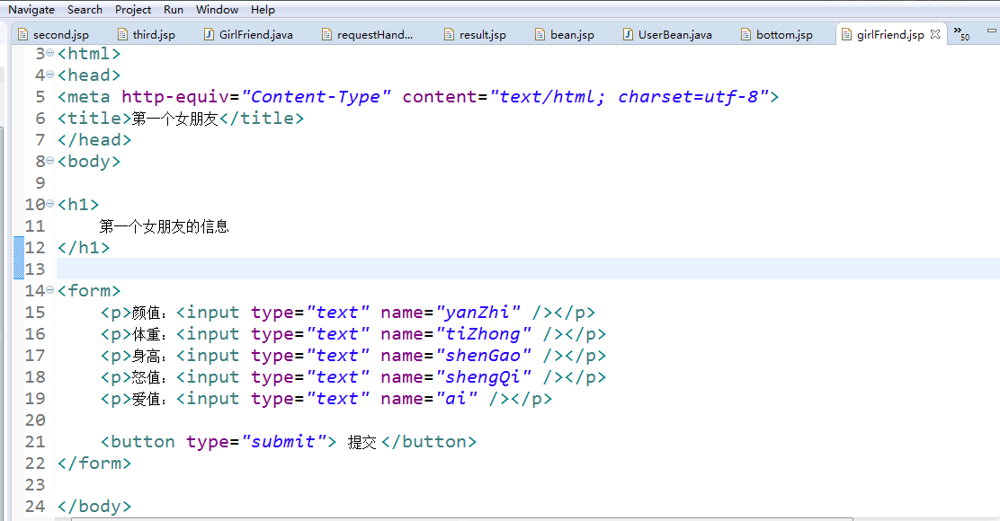 Navigate Search Project Run Window Help
second.jsp third.jsp GirlFriend.java requestHand... result.jsp bean.jsp UserBean.java bottom.jsp girlFriend.jsp 50
3 <html>
4 <head>
5 <meta http-equiv="Content-Type" content="text/html; charset=utf-8">
6 <title>第一个女朋友</title>
7 </head>
8 <body>
9
10 <h1>
11 第一个女朋友的信息
12 </h1>
13
14 <form>
15 <p>颜值：<input type="text" name="yanZhi" /></p>
16 <p>体重：<input type="text" name="tiZhong" /></p>
17 <p>身高：<input type="text" name="shenGao" /></p>
18 <p>怒值：<input type="text" name="shengQi" /></p>
19 <p>爱值：<input type="text" name="ai" /></p>
20
21 <button type="submit"> 提交 </button>
22 </form>
23
24 </body>